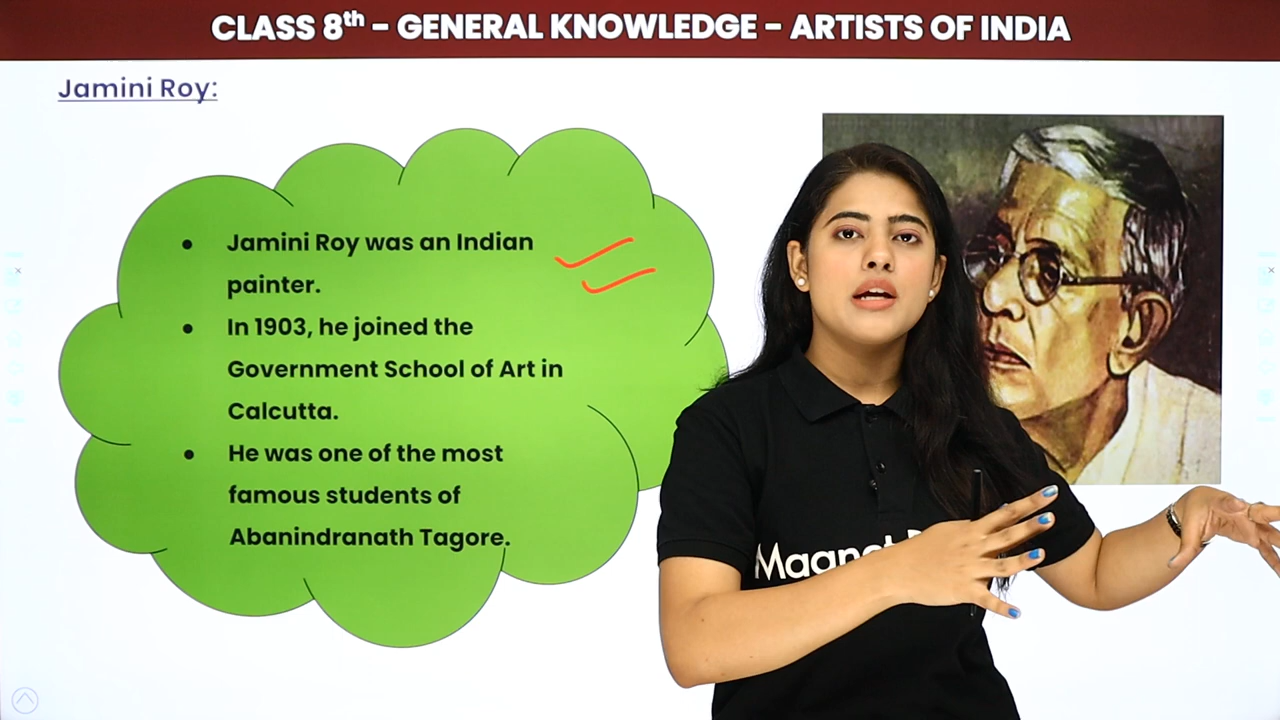 CLASS 8th - GENERAL KNOWLEDGE - ARTISTS OF INDIA
Jamini Roy:
● Jamini Roy was an Indian
painter.
● In 1903, he joined the
Government School of Art in
Calcutta.
● He was one of the most
famous students of
Abanindranath Tagore.